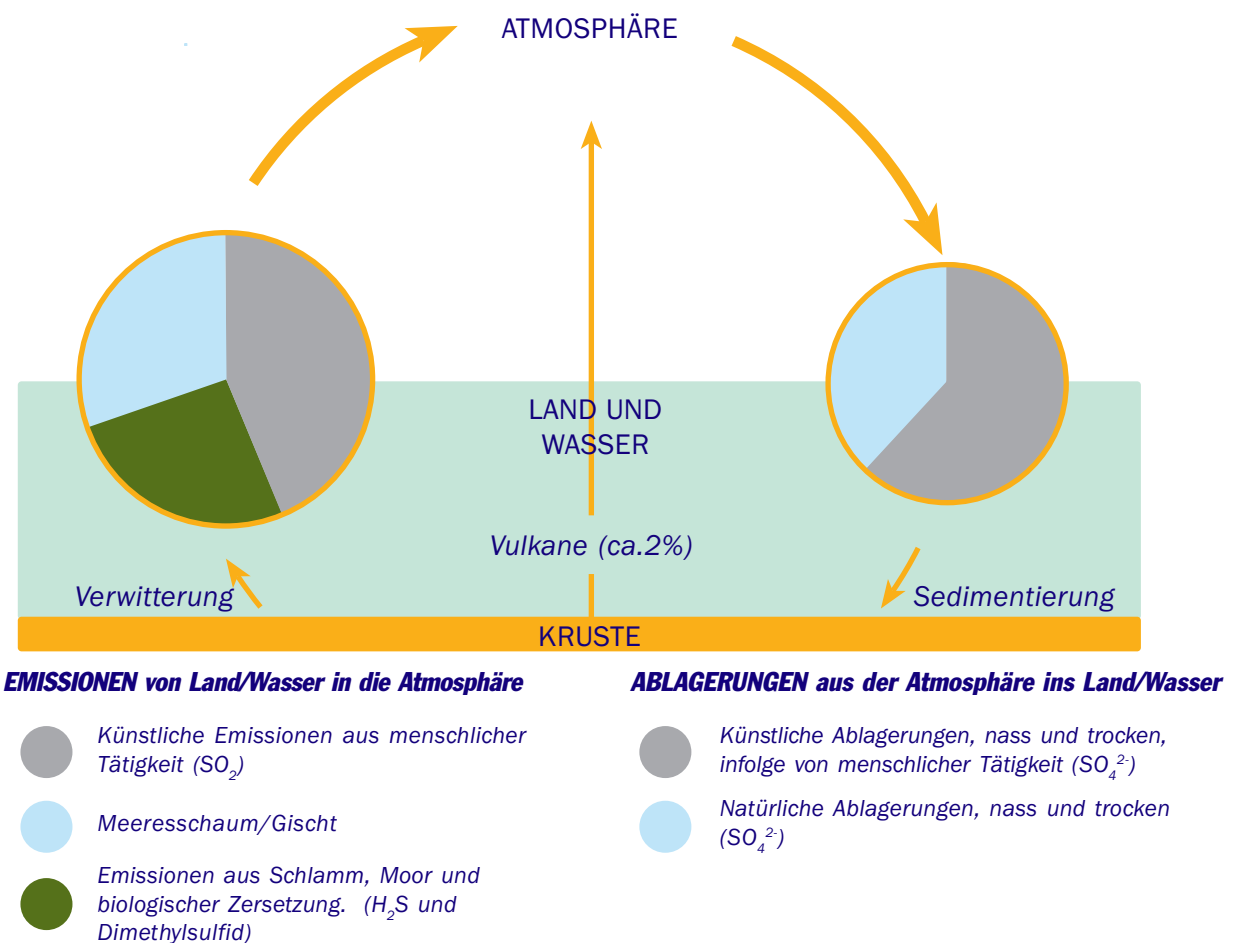 ATMOSPHÄRE
LAND UND
WASSER
Vulkane (ca.2%)
Verwitterung
Sedimentierung
KRUSTE
EMISSIONEN von Land/Wasser in die Atmosphäre
Künstliche Emissionen aus menschlicher
Tätigkeit (SO₂)
Meeresschaum/Gischt
Emissionen aus Schlamm, Moor und
biologischer Zersetzung. (H₂S und
Dimethylsulfid)
ABLAGERUNGEN aus der Atmosphäre ins Land/Wasser
Künstliche Ablagerungen, nass und trocken,
infolge von menschlicher Tätigkeit (SO₄²⁻)
Natürliche Ablagerungen, nass und trocken
(SO₄²⁻)